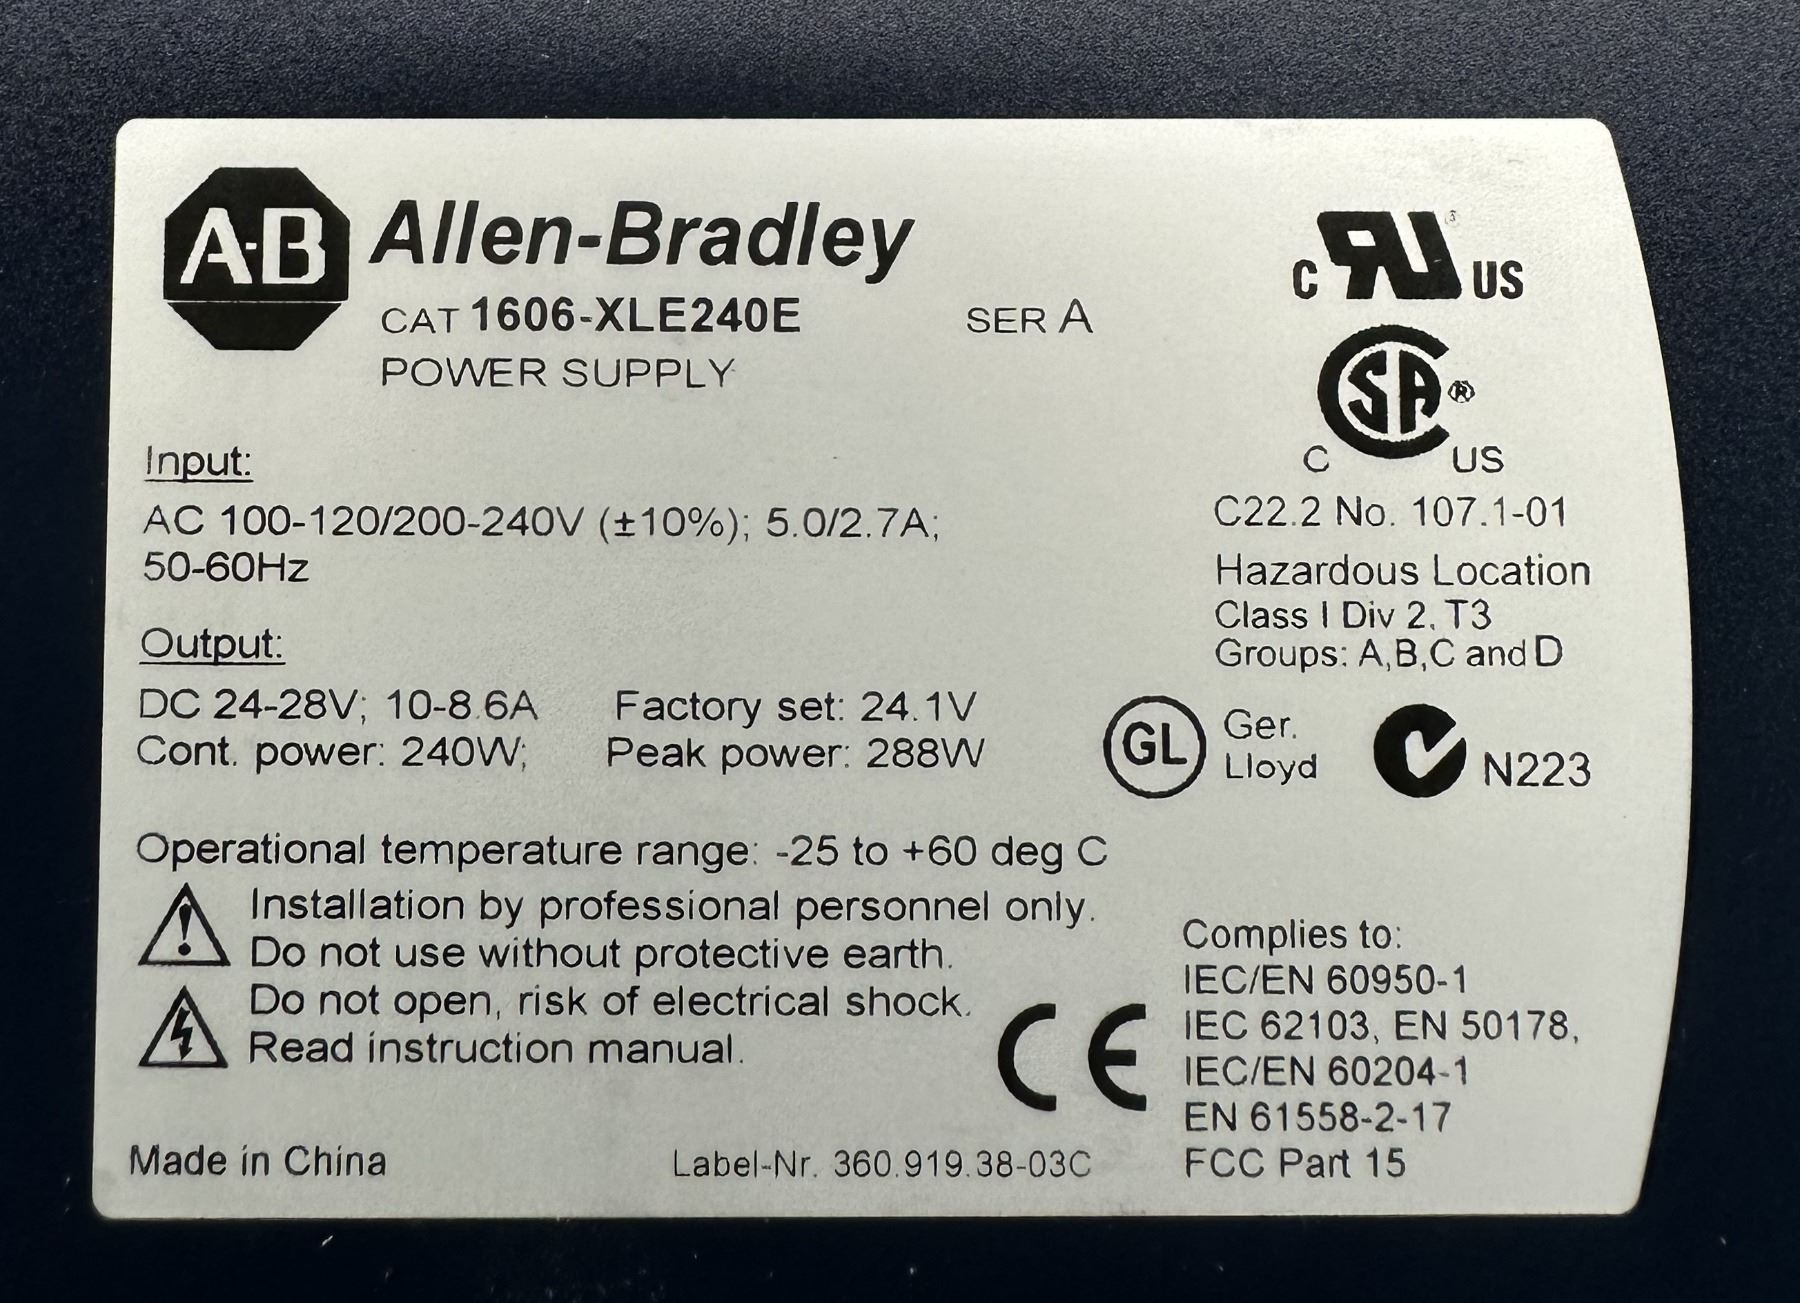 A-B Allen-Bradley
CAT 1606-XLE240E SER A
POWER SUPPLY
Input:
AC 100-120/200-240V (±10%); 5.0/2.7A;
50-60Hz
Output:
DC 24-28V; 10-8.6A Factory set: 24.1V
Cont. power: 240W; Peak power: 288W
Operational temperature range: -25 to +60 deg C
Installation by professional personnel only.
Do not use without protective earth.
Do not open, risk of electrical shock.
Read instruction manual.
Made in China
Label-Nr. 360.919.38-03C
C RU US
C SA® US
C22.2 No. 107.1-01
Hazardous Location
Class I Div 2, T3
Groups: A,B,C and D
GL Ger.
Lloyd
N223
CE
Complies to:
IEC/EN 60950-1
IEC 62103, EN 50178,
IEC/EN 60204-1
EN 61558-2-17
FCC Part 15